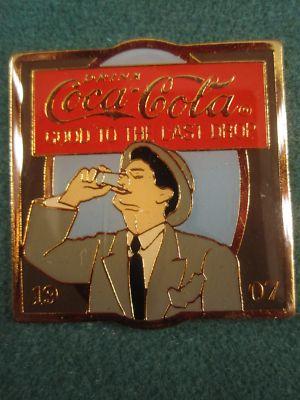 DRINK
Coca-Cola
GOOD TO THE LAST DROP
19 07